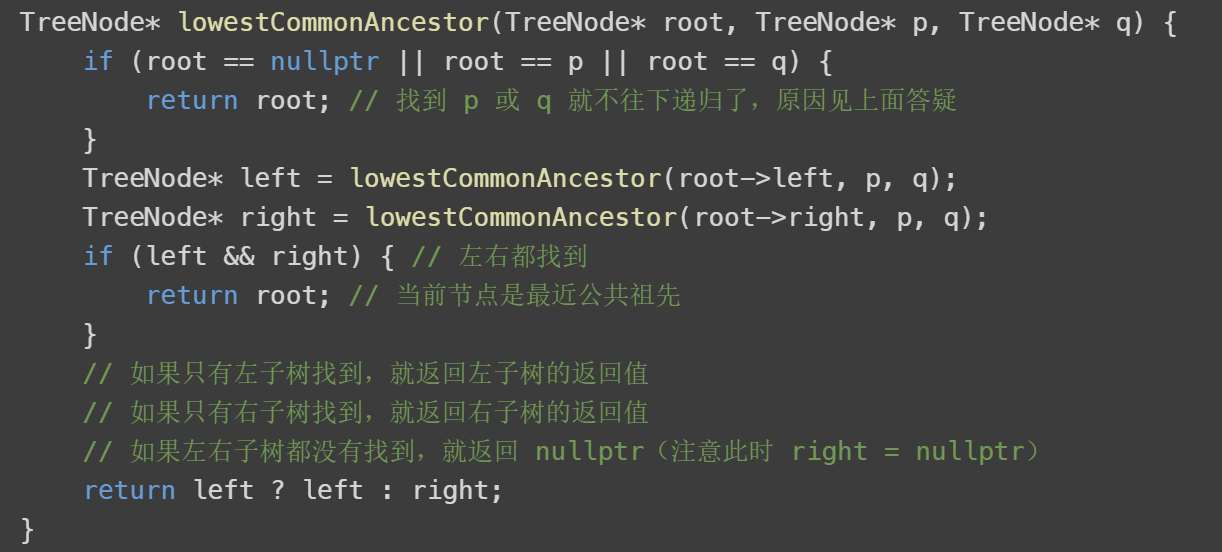 TreeNode* lowestCommonAncestor(TreeNode* root, TreeNode* p, TreeNode* q) {
    if (root == nullptr || root == p || root == q) {
        return root; // 找到 p 或 q 就不往下递归了，原因见上面答疑
    }
    TreeNode* left = lowestCommonAncestor(root->left, p, q);
    TreeNode* right = lowestCommonAncestor(root->right, p, q);
    if (left && right) { // 左右都找到
        return root; // 当前节点是最近公共祖先
    }
    // 如果只有左子树找到，就返回左子树的返回值
    // 如果只有右子树找到，就返回右子树的返回值
    // 如果左右子树都没有找到，就返回 nullptr（注意此时 right = nullptr）
    return left ? left : right;
}